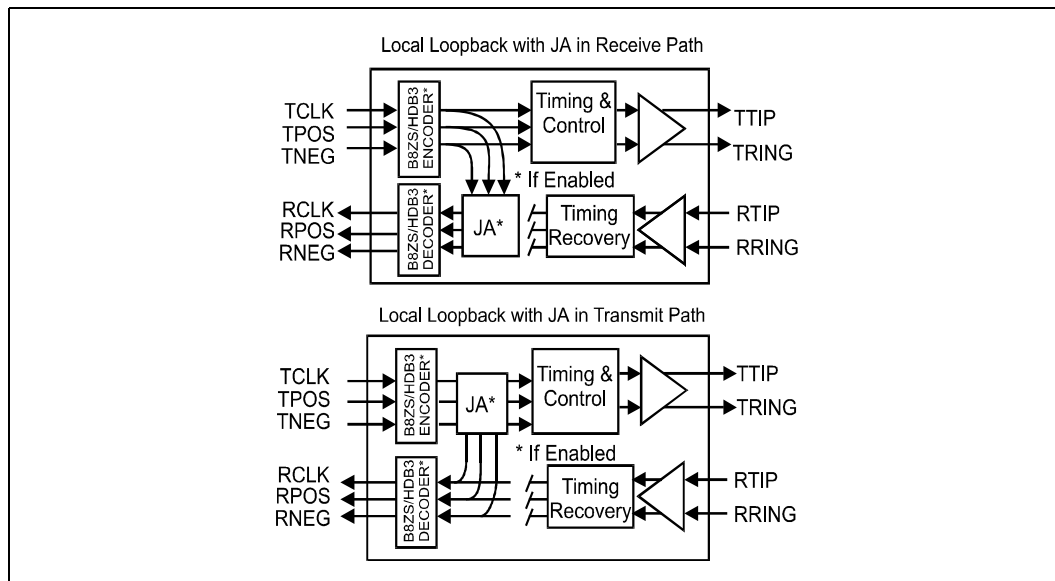 Local Loopback with JA in Receive Path
TCLK
TPOS
TNEG
B8ZS/HDB3
ENCODER*
Timing &
Control
TTIP
TRING
* If Enabled
RCLK
RPOS
RNEG
B8ZS/HDB3
DECODER*
JA*
Timing
Recovery
RTIP
RRING
Local Loopback with JA in Transmit Path
TCLK
TPOS
TNEG
B8ZS/HDB3
ENCODER*
JA*
Timing &
Control
TTIP
TRING
* If Enabled
RCLK
RPOS
RNEG
B8ZS/HDB3
DECODER*
Timing
Recovery
RTIP
RRING